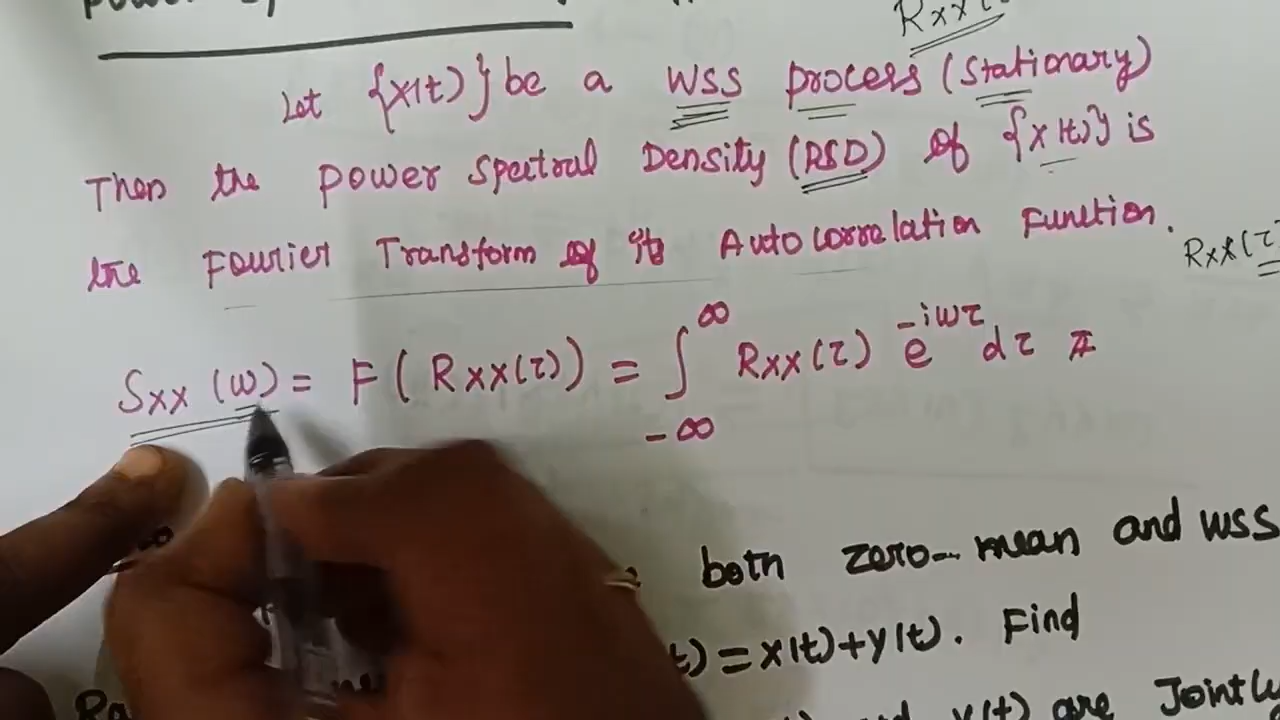 Rxx(
Let {X(t)} be a WSS process (Stationary)
Then the power Spectral Density (PSD) of {X(t)} is
the Fourier Transform of its Autocorrelation Function.
Rxx(τ
Sxx (ω) = F ( Rxx(τ)) = ∫_{-∞}^{∞} Rxx(τ) e^{-iωτ} dτ
both zero-mean and WSS
t) = X(t)+Y(t). Find
Y(t) are Jointly